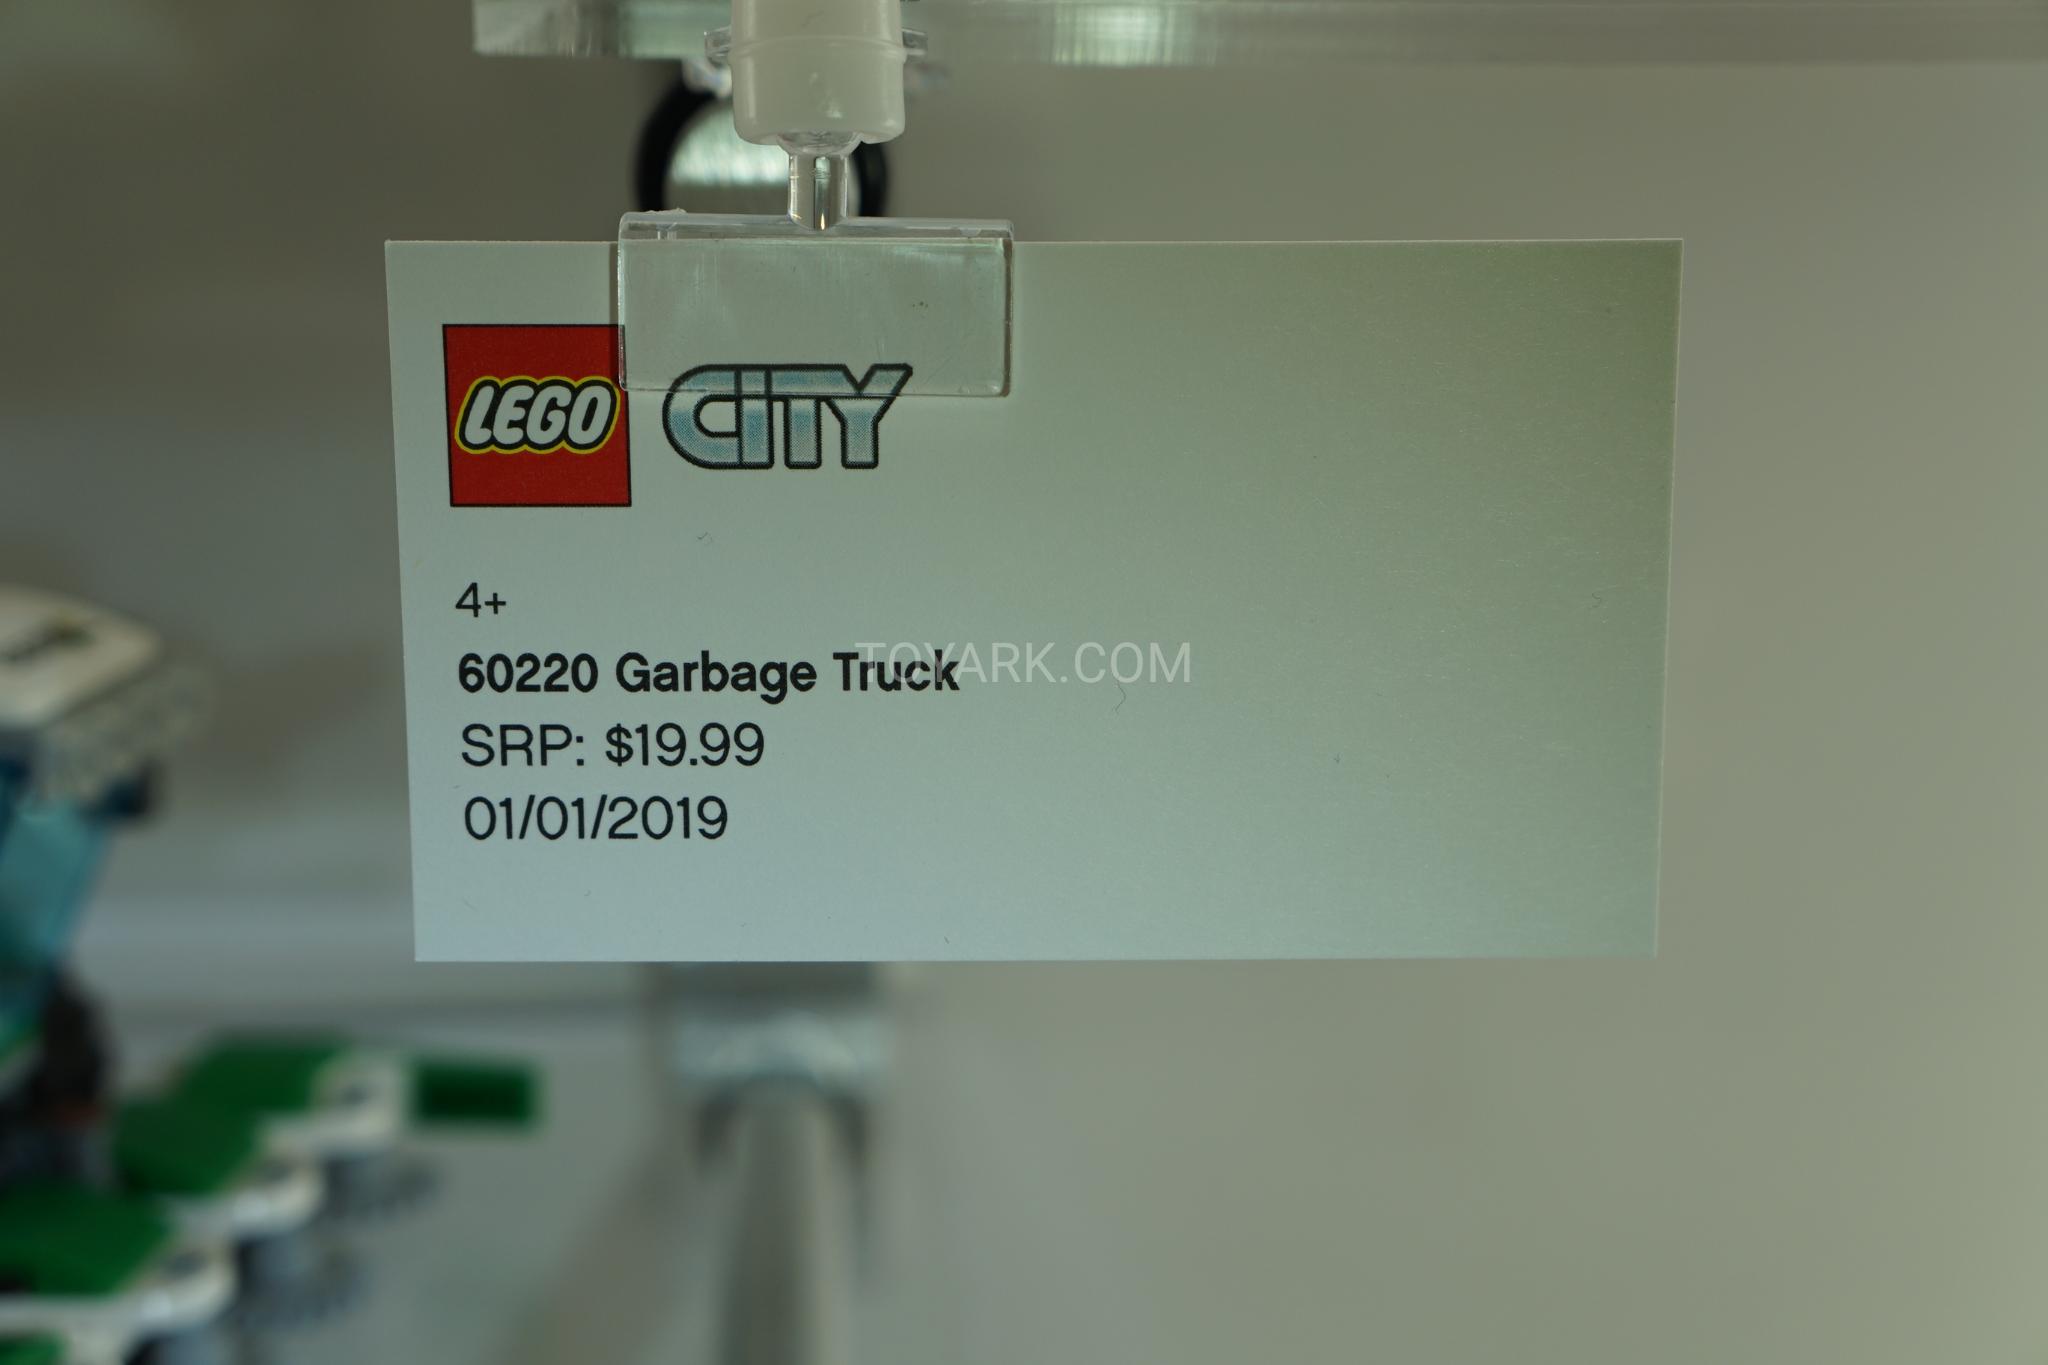 LEGO CITY
4+
60220 Garbage Truck
TOYARK.COM
SRP: $19.99
01/01/2019